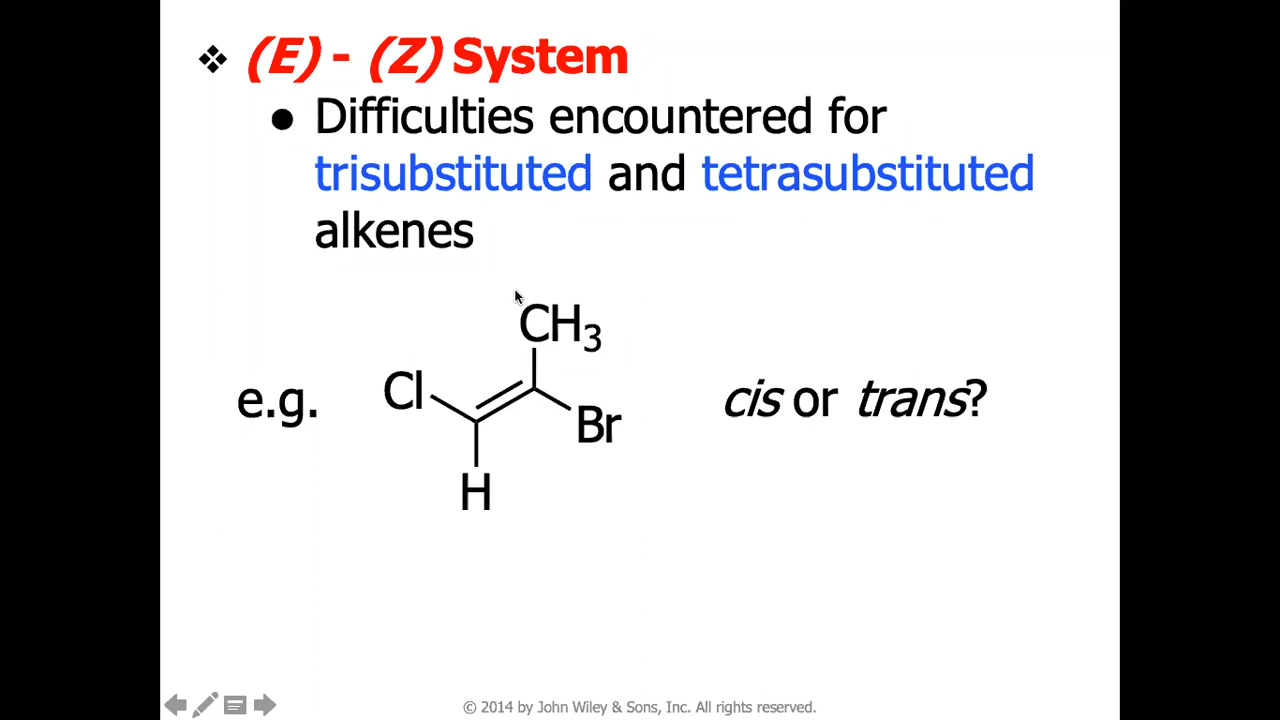 ❖ (E) - (Z) System
● Difficulties encountered for
trisubstituted and tetrasubstituted
alkenes
CH₃
e.g. Cl Br cis or trans?
H
© 2014 by John Wiley & Sons, Inc. All rights reserved.